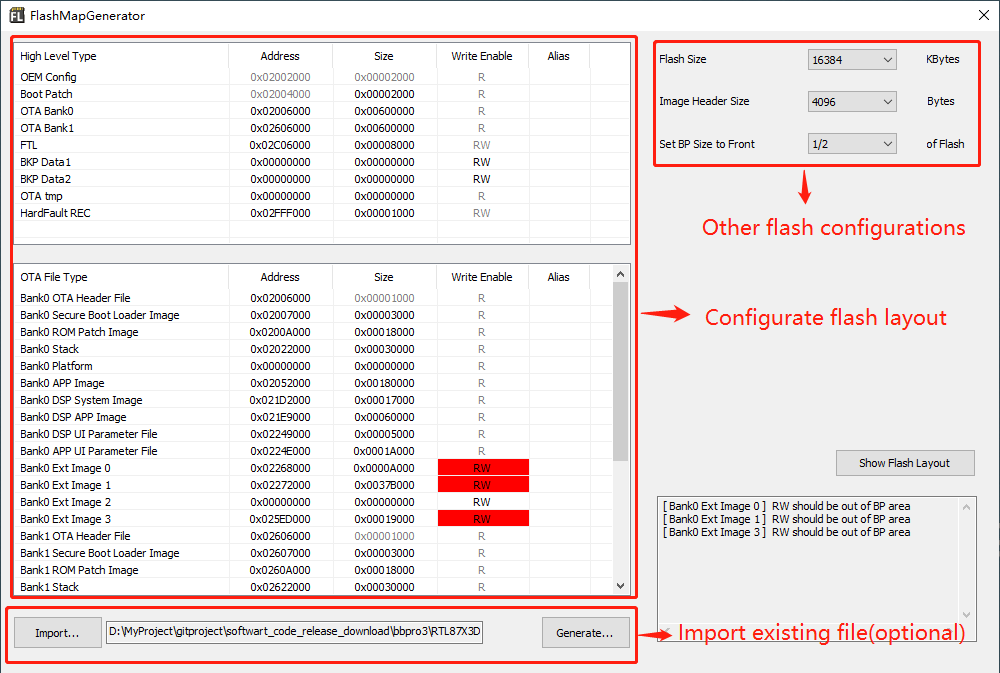 FlashMapGenerator
High Level Type Address Size Write Enable Alias
OEM Config 0x02002000 0x00002000 R
Boot Patch 0x02004000 0x00002000 R
OTA Bank0 0x02006000 0x00600000 R
OTA Bank1 0x02606000 0x00600000 R
FTL 0x02C06000 0x00008000 RW
BKP Data1 0x00000000 0x00000000 RW
BKP Data2 0x00000000 0x00000000 RW
OTA tmp 0x00000000 0x00000000 R
HardFault REC 0x02FFF000 0x00001000 RW
Flash Size 16384 KBytes
Image Header Size 4096 Bytes
Set BP Size to Front 1/2 of Flash
Other flash configurations
OTA File Type Address Size Write Enable Alias
Bank0 OTA Header File 0x02006000 0x00001000 R
Bank0 Secure Boot Loader Image 0x02007000 0x00003000 R
Bank0 ROM Patch Image 0x0200A000 0x00018000 R
Bank0 Stack 0x02022000 0x00030000 R
Bank0 Platform 0x00000000 0x00000000 R
Bank0 APP Image 0x02052000 0x00180000 R
Bank0 DSP System Image 0x021D2000 0x00017000 R
Bank0 DSP APP Image 0x021E9000 0x00060000 R
Bank0 DSP UI Parameter File 0x02249000 0x00005000 R
Bank0 APP UI Parameter File 0x0224E000 0x0001A000 R
Bank0 Ext Image 0 0x02268000 0x0000A000 RW
Bank0 Ext Image 1 0x02272000 0x0037B000 RW
Bank0 Ext Image 2 0x00000000 0x00000000 RW
Bank0 Ext Image 3 0x025ED000 0x00019000 RW
Bank1 OTA Header File 0x02606000 0x00001000 R
Bank1 Secure Boot Loader Image 0x02607000 0x00003000 R
Bank1 ROM Patch Image 0x0260A000 0x00018000 R
Bank1 Stack 0x02622000 0x00030000 R
Configurate flash layout
Show Flash Layout
[ Bank0 Ext Image 0 ] RW should be out of BP area
[ Bank0 Ext Image 1 ] RW should be out of BP area
[ Bank0 Ext Image 3 ] RW should be out of BP area
Import... D:\MyProject\gitproject\softwart_code_release_download\bbpro3\RTL87X3D Generate...
Import existing file(optional)